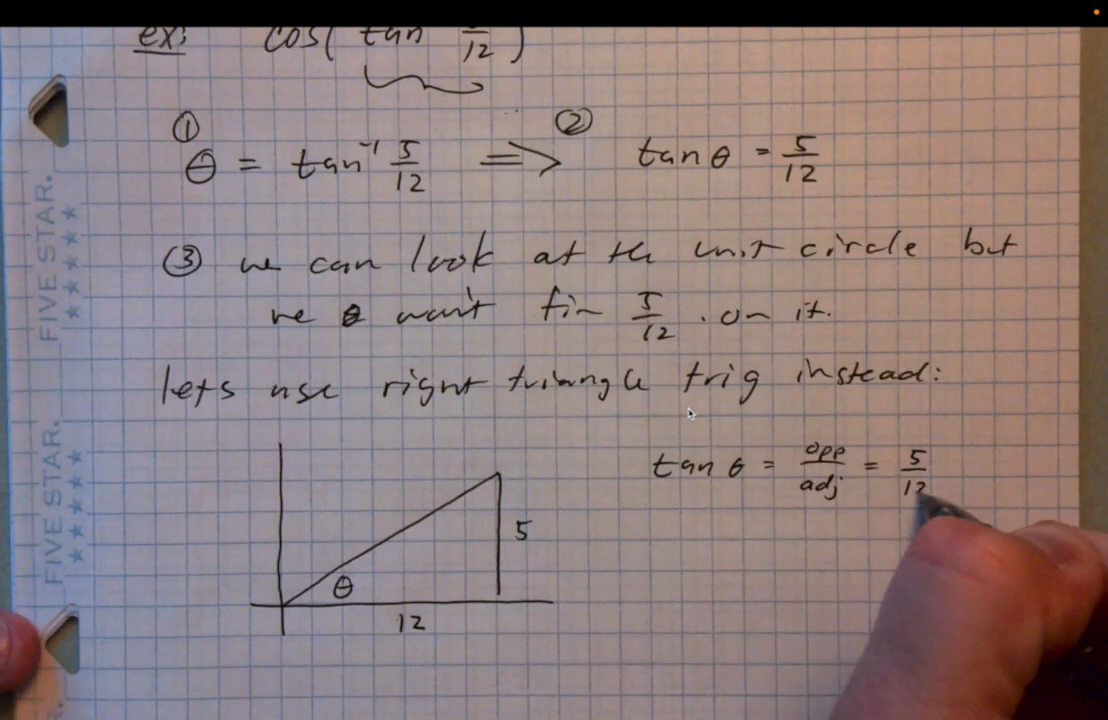 ex: cos( tan 5/12 )
① ②
θ = tan⁻¹ 5/12 ⟹ tan θ = 5/12
③ we can look at the unit circle but
we won't fin 5/12 . on it.
lets use right triangle trig instead:
tan θ = opp/adj = 5/12
5
θ
12
FIVE STAR.
★★★★★
FIVE STAR.
★★★★★